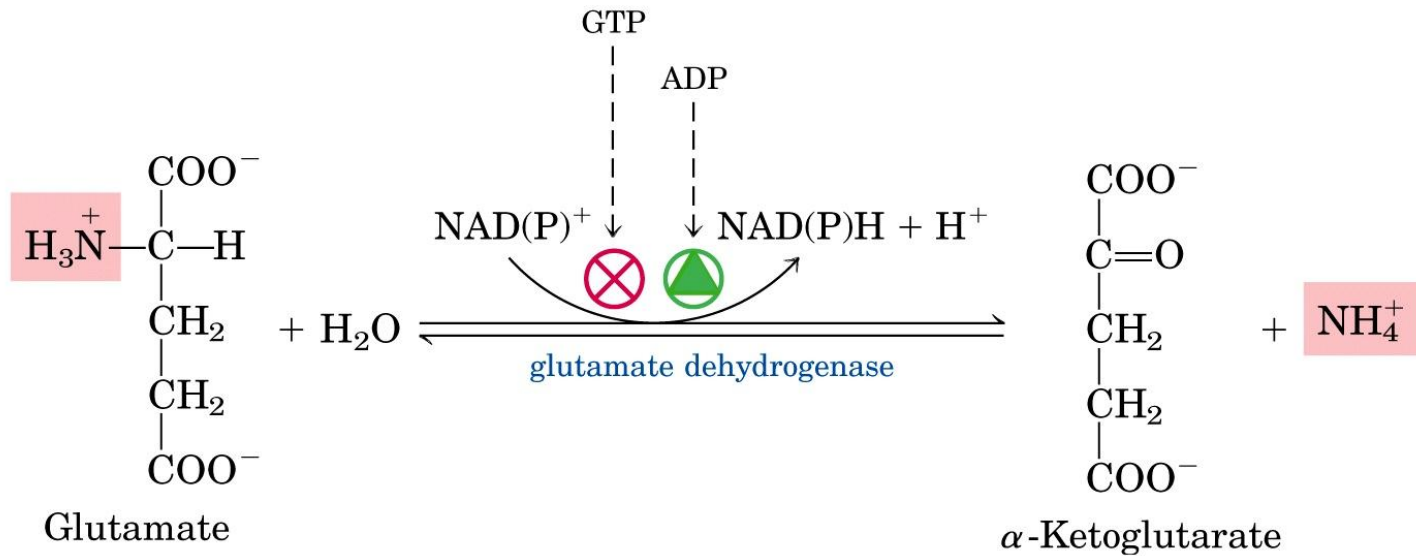 GTP
ADP
COO⁻
H₃N⁺—C—H
CH₂
CH₂
COO⁻
Glutamate
+ H₂O
NAD(P)⁺
NAD(P)H + H⁺
glutamate dehydrogenase
COO⁻
C=O
CH₂
CH₂
COO⁻
α-Ketoglutarate
+ NH₄⁺